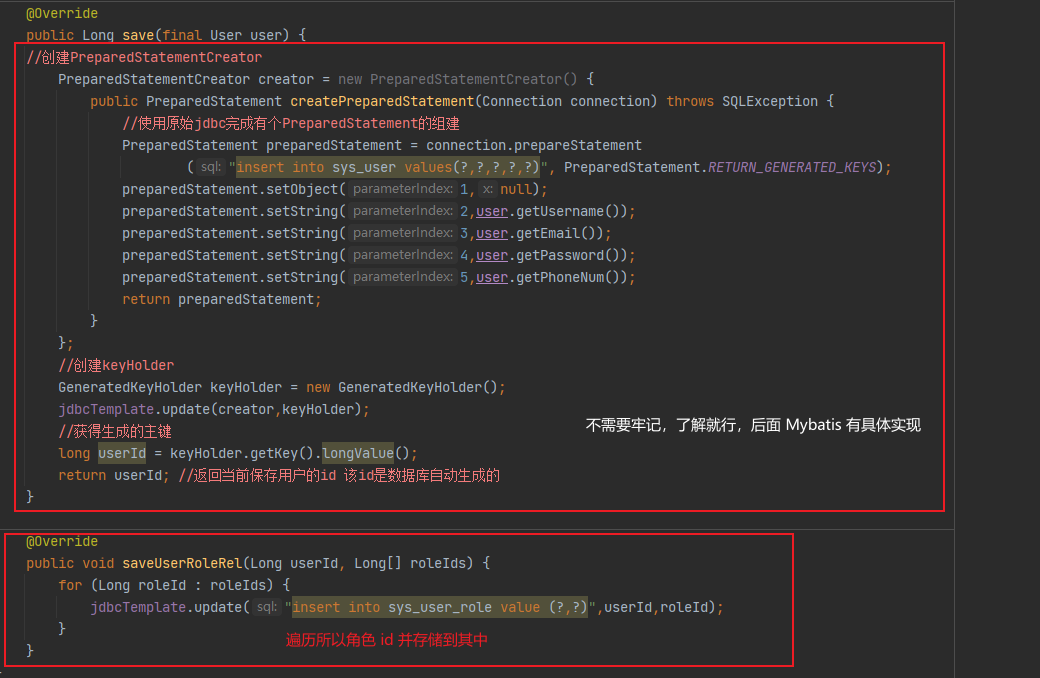 @Override
public Long save(final User user) {
//创建PreparedStatementCreator
PreparedStatementCreator creator = new PreparedStatementCreator() {
public PreparedStatement createPreparedStatement(Connection connection) throws SQLException {
//使用原始jdbc完成有个PreparedStatement的组建
PreparedStatement preparedStatement = connection.prepareStatement
( sql: "insert into sys_user values(?,?,?,?,?)", PreparedStatement.RETURN_GENERATED_KEYS);
preparedStatement.setObject( parameterIndex: 1, x: null);
preparedStatement.setString( parameterIndex: 2,user.getUsername());
preparedStatement.setString( parameterIndex: 3,user.getEmail());
preparedStatement.setString( parameterIndex: 4,user.getPassword());
preparedStatement.setString( parameterIndex: 5,user.getPhoneNum());
return preparedStatement;
}
};
//创建keyHolder
GeneratedKeyHolder keyHolder = new GeneratedKeyHolder();
jdbcTemplate.update(creator,keyHolder);
不需要牢记，了解就行，后面 Mybatis 有具体实现
//获得生成的主键
long userId = keyHolder.getKey().longValue();
return userId; //返回当前保存用户的id 该id是数据库自动生成的
}
@Override
public void saveUserRoleRel(Long userId, Long[] roleIds) {
for (Long roleId : roleIds) {
jdbcTemplate.update( sql: "insert into sys_user_role value (?,?)",userId,roleId);
}
遍历所以角色 id 并存储到其中
}